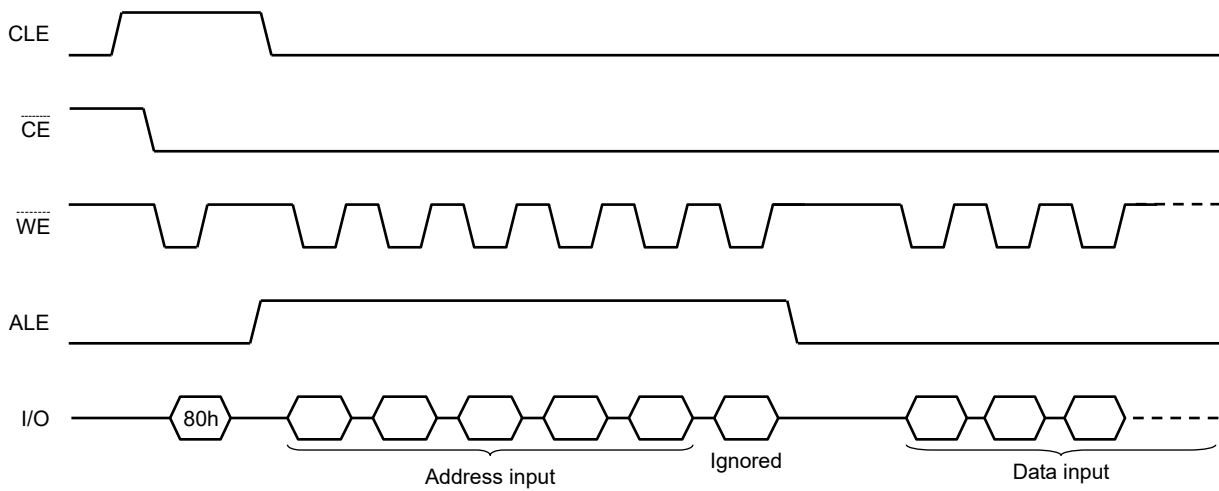 CLE
CE
WE
ALE
I/O
80h
Address input
Ignored
Data input